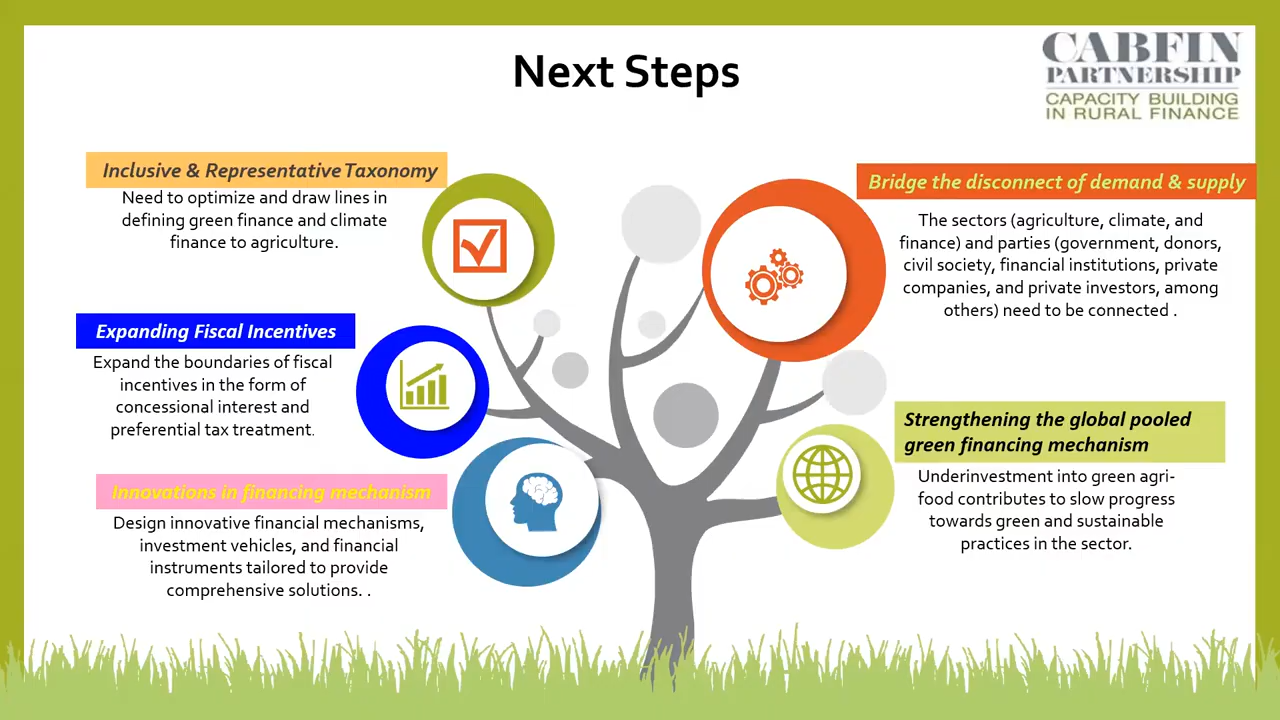 Next Steps
CABFIN
PARTNERSHIP
CAPACITY BUILDING
IN RURAL FINANCE
Inclusive & Representative Taxonomy
Need to optimize and draw lines in
defining green finance and climate
finance to agriculture.
Expanding Fiscal Incentives
Expand the boundaries of fiscal
incentives in the form of
concessional interest and
preferential tax treatment.
Innovations in financing mechanism
Design innovative financial mechanisms,
investment vehicles, and financial
instruments tailored to provide
comprehensive solutions. .
Bridge the disconnect of demand & supply
The sectors (agriculture, climate, and
finance) and parties (government, donors,
civil society, financial institutions, private
companies, and private investors, among
others) need to be connected .
Strengthening the global pooled
green financing mechanism
Underinvestment into green agri-
food contributes to slow progress
towards green and sustainable
practices in the sector.